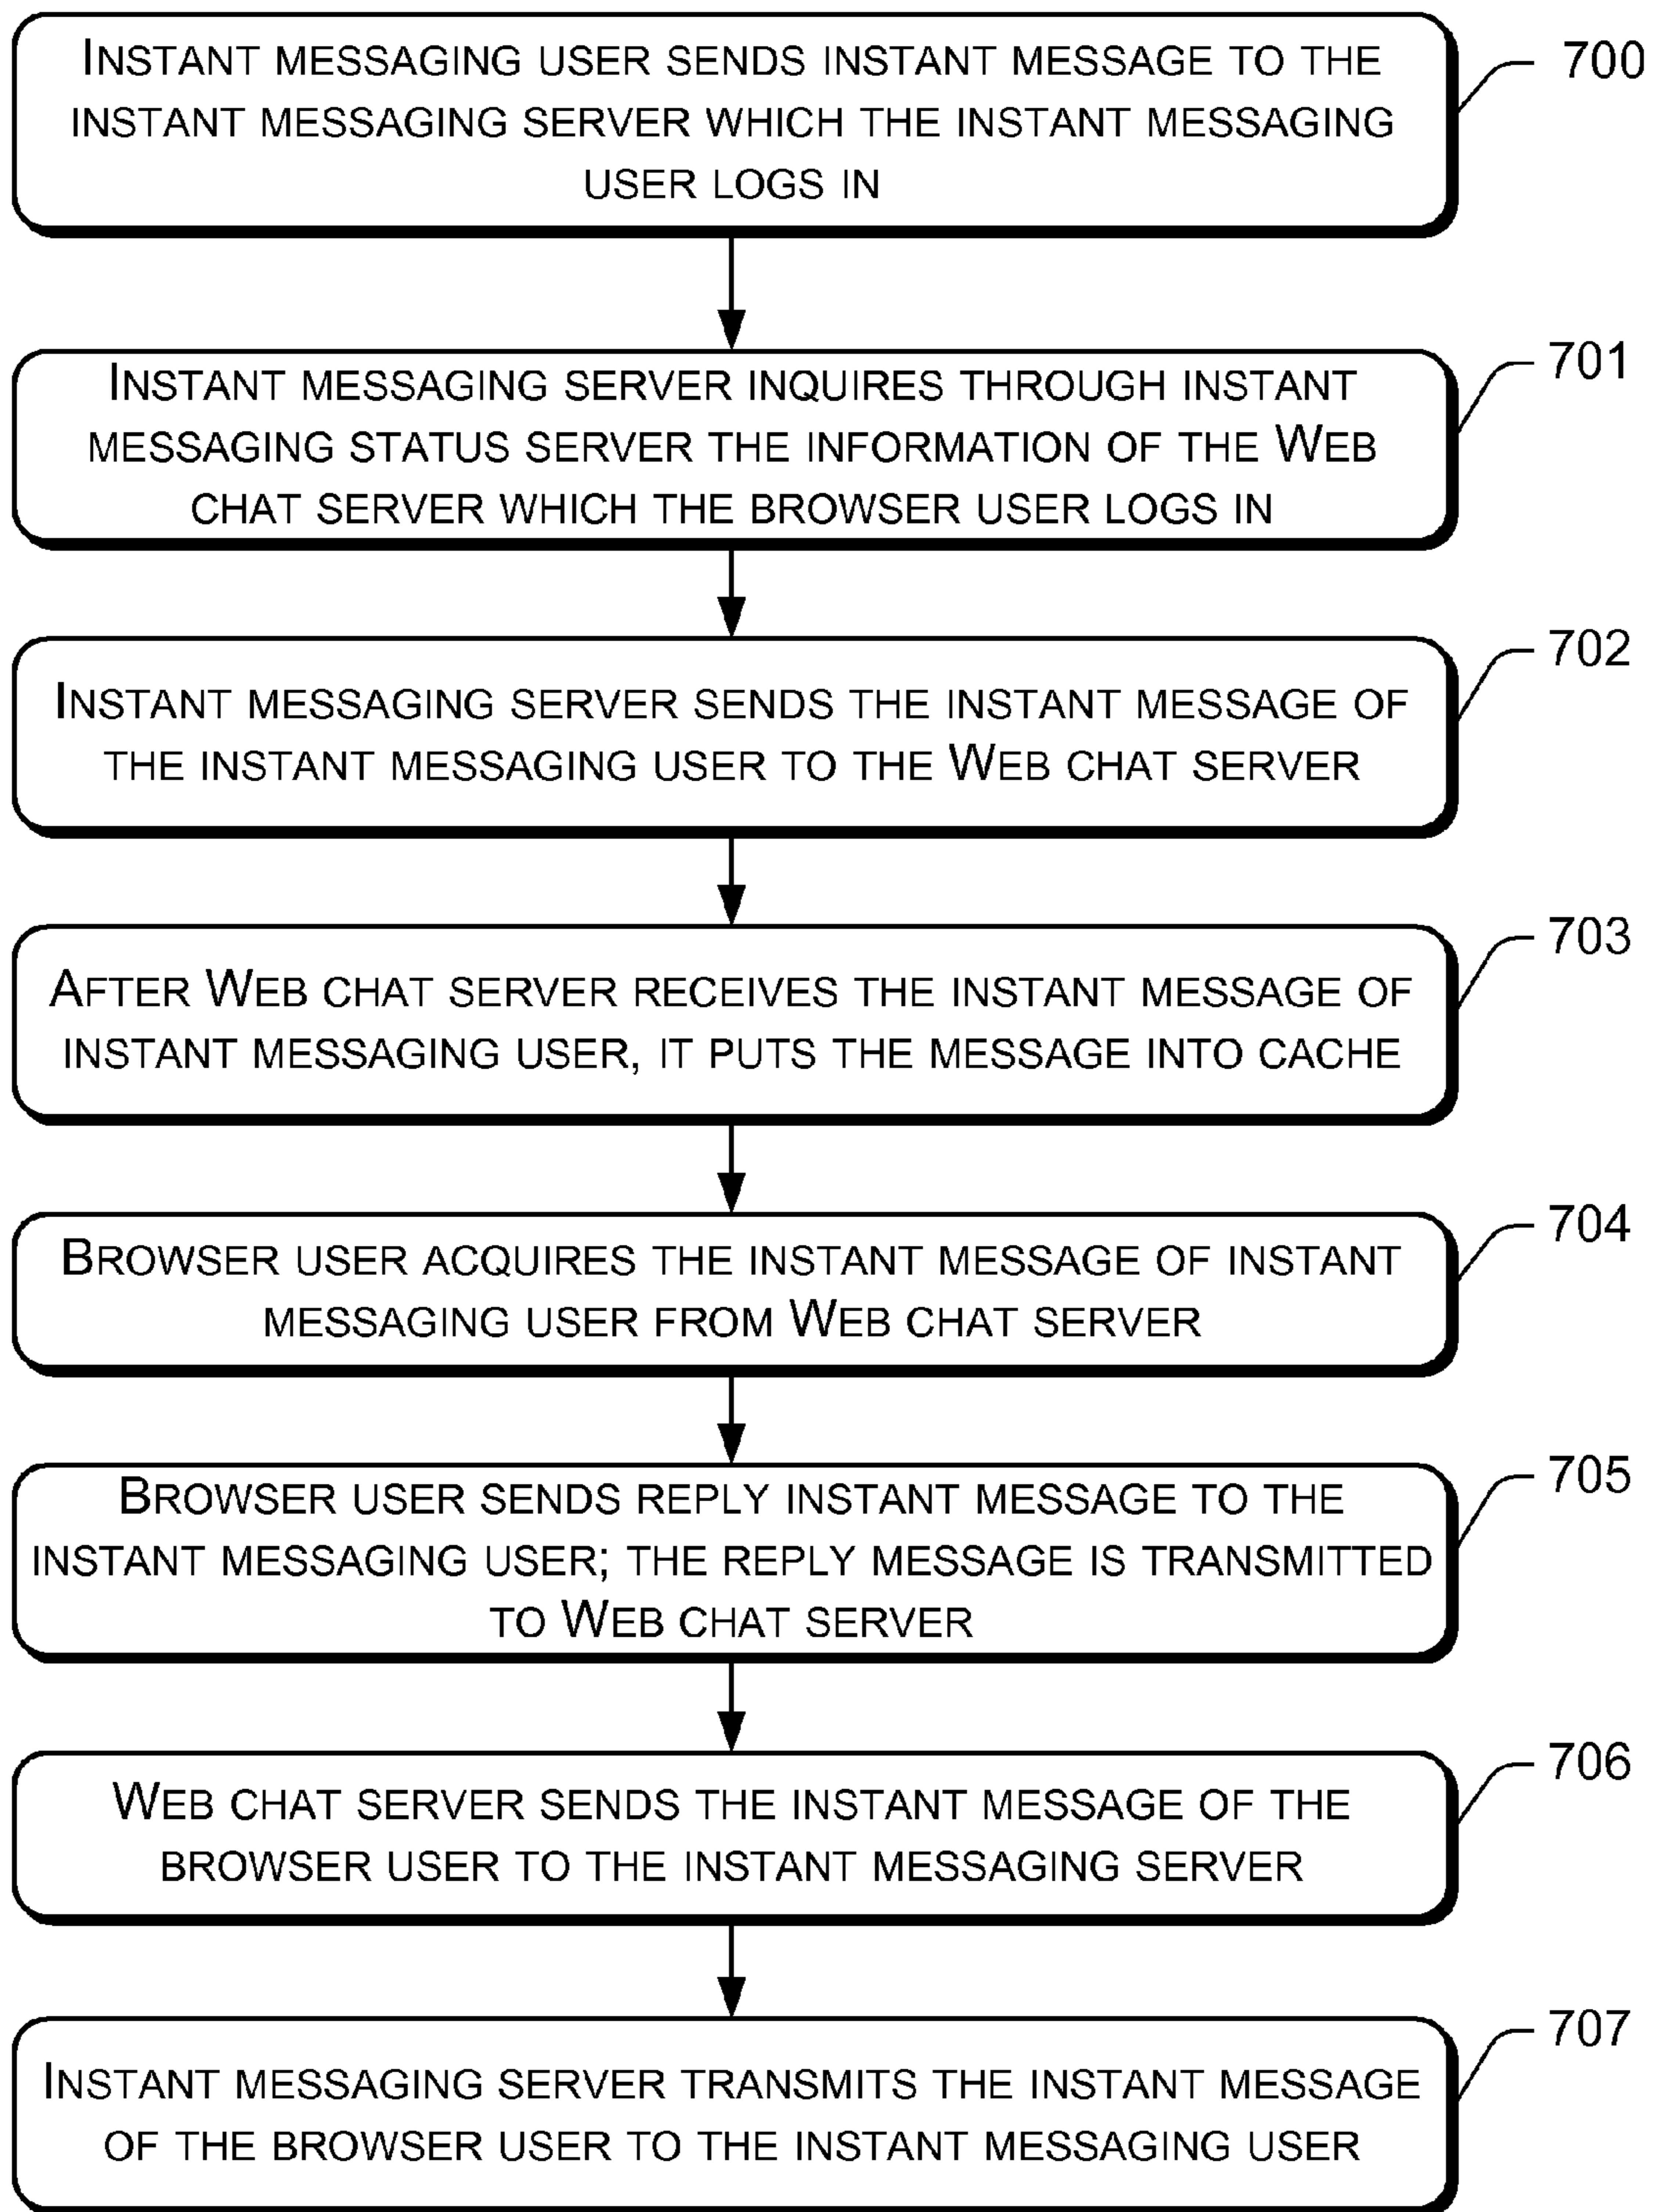 INSTANT MESSAGING USER SENDS INSTANT MESSAGE TO THE
INSTANT MESSAGING SERVER WHICH THE INSTANT MESSAGING
USER LOGS IN
700
INSTANT MESSAGING SERVER INQUIRES THROUGH INSTANT
MESSAGING STATUS SERVER THE INFORMATION OF THE WEB
CHAT SERVER WHICH THE BROWSER USER LOGS IN
701
INSTANT MESSAGING SERVER SENDS THE INSTANT MESSAGE OF
THE INSTANT MESSAGING USER TO THE WEB CHAT SERVER
702
AFTER WEB CHAT SERVER RECEIVES THE INSTANT MESSAGE OF
INSTANT MESSAGING USER, IT PUTS THE MESSAGE INTO CACHE
703
BROWSER USER ACQUIRES THE INSTANT MESSAGE OF INSTANT
MESSAGING USER FROM WEB CHAT SERVER
704
BROWSER USER SENDS REPLY INSTANT MESSAGE TO THE
INSTANT MESSAGING USER; THE REPLY MESSAGE IS TRANSMITTED
TO WEB CHAT SERVER
705
WEB CHAT SERVER SENDS THE INSTANT MESSAGE OF THE
BROWSER USER TO THE INSTANT MESSAGING SERVER
706
INSTANT MESSAGING SERVER TRANSMITS THE INSTANT MESSAGE
OF THE BROWSER USER TO THE INSTANT MESSAGING USER
707